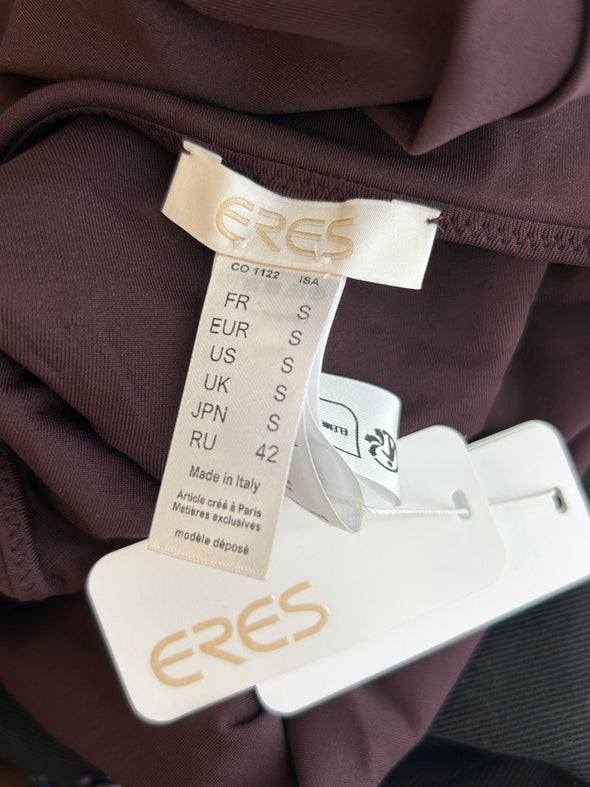 ERES
CO 1122 ISA
FR S
EUR S
US S
UK S
JPN S
RU 42
Made in Italy
Article créé à Paris
Matières exclusives
modèle déposé
ERES